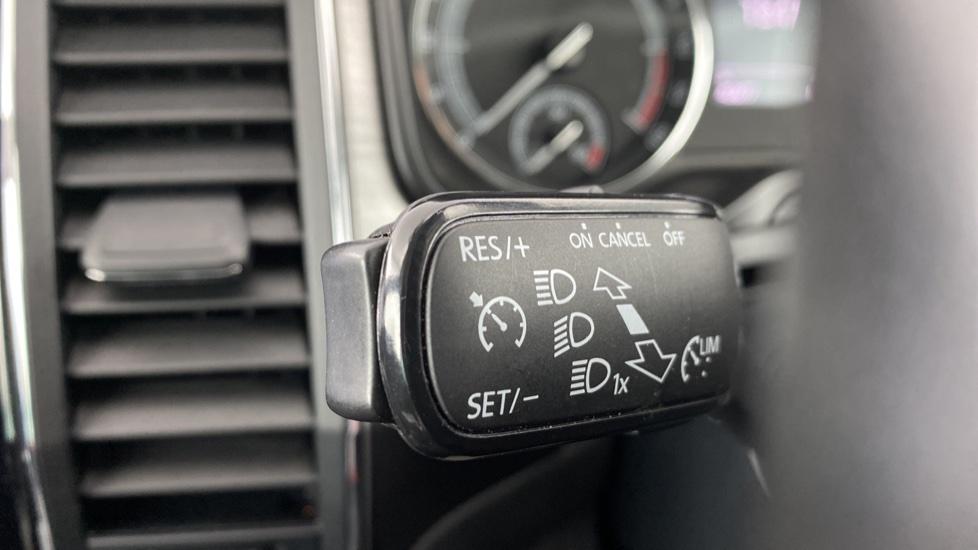 RES/+ ON CANCEL OFF
1x
LIM
SET/-